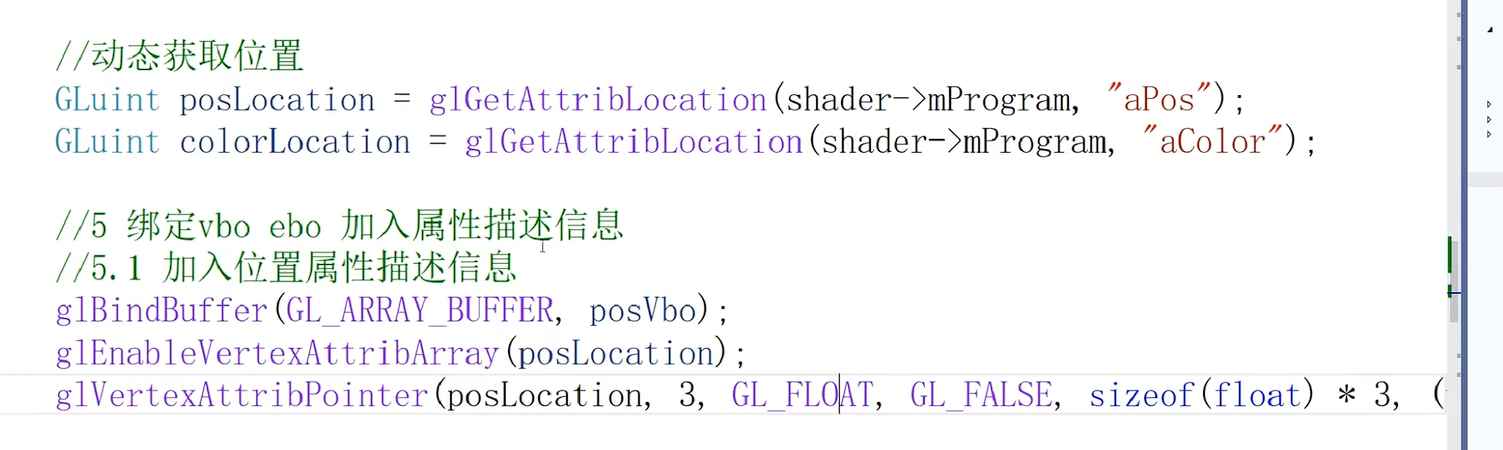 //动态获取位置
GLuint posLocation = glGetAttribLocation(shader->mProgram, "aPos");
GLuint colorLocation = glGetAttribLocation(shader->mProgram, "aColor");
//5 绑定vbo ebo 加入属性描述信息
//5.1 加入位置属性描述信息
glBindBuffer(GL_ARRAY_BUFFER, posVbo);
glEnableVertexAttribArray(posLocation);
glVertexAttribPointer(posLocation, 3, GL_FLOAT, GL_FALSE, sizeof(float) * 3, (